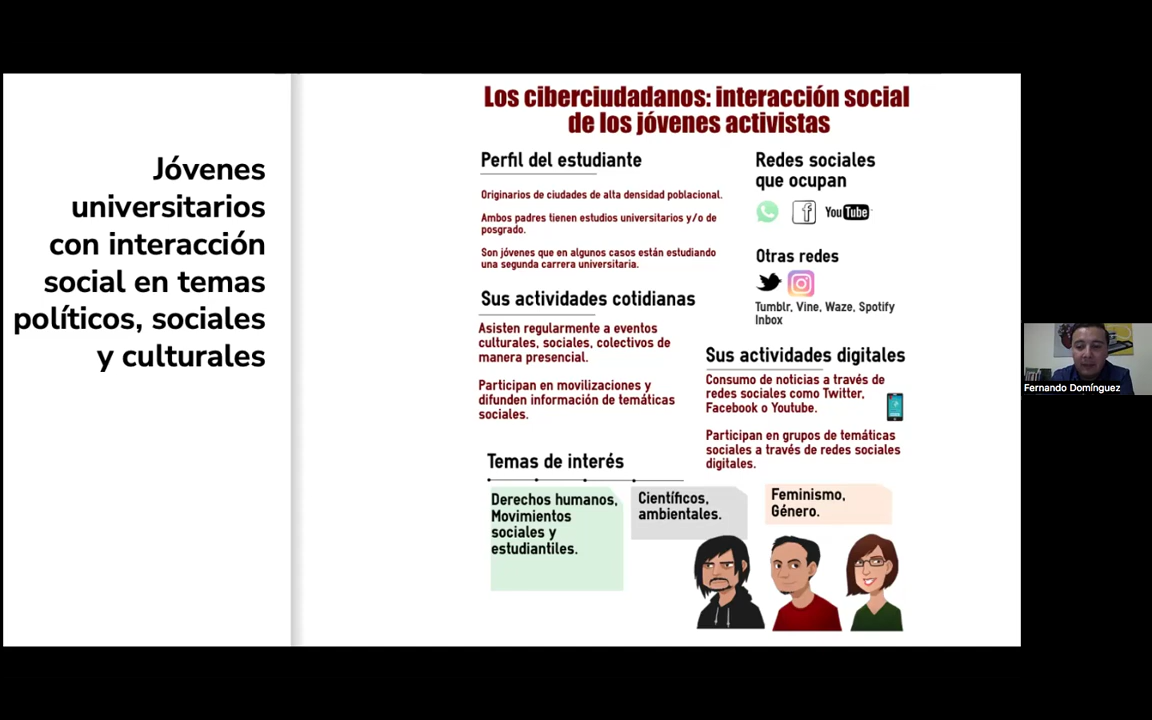 Jóvenes
universitarios
con interacción
social en temas
políticos, sociales
y culturales
Los ciberciudadanos: interacción social
de los jóvenes activistas
Perfil del estudiante
Originarios de ciudades de alta densidad poblacional.
Ambos padres tienen estudios universitarios y/o de
posgrado.
Son jóvenes que en algunos casos están estudiando
una segunda carrera universitaria.
Sus actividades cotidianas
Asisten regularmente a eventos
culturales, sociales, colectivos de
manera presencial.
Participan en movilizaciones y
difunden información de temáticas
sociales.
Redes sociales
que ocupan
YouTube
Otras redes
Tumblr, Vine, Waze, Spotify
Inbox
Sus actividades digitales
Consumo de noticias a través de
redes sociales como Twitter,
Facebook o Youtube.
Participan en grupos de temáticas
sociales a través de redes sociales
digitales.
Temas de interés
Derechos humanos,
Movimientos
sociales y
estudiantiles.
Científicos,
ambientales.
Feminismo,
Género.
Fernando Domínguez